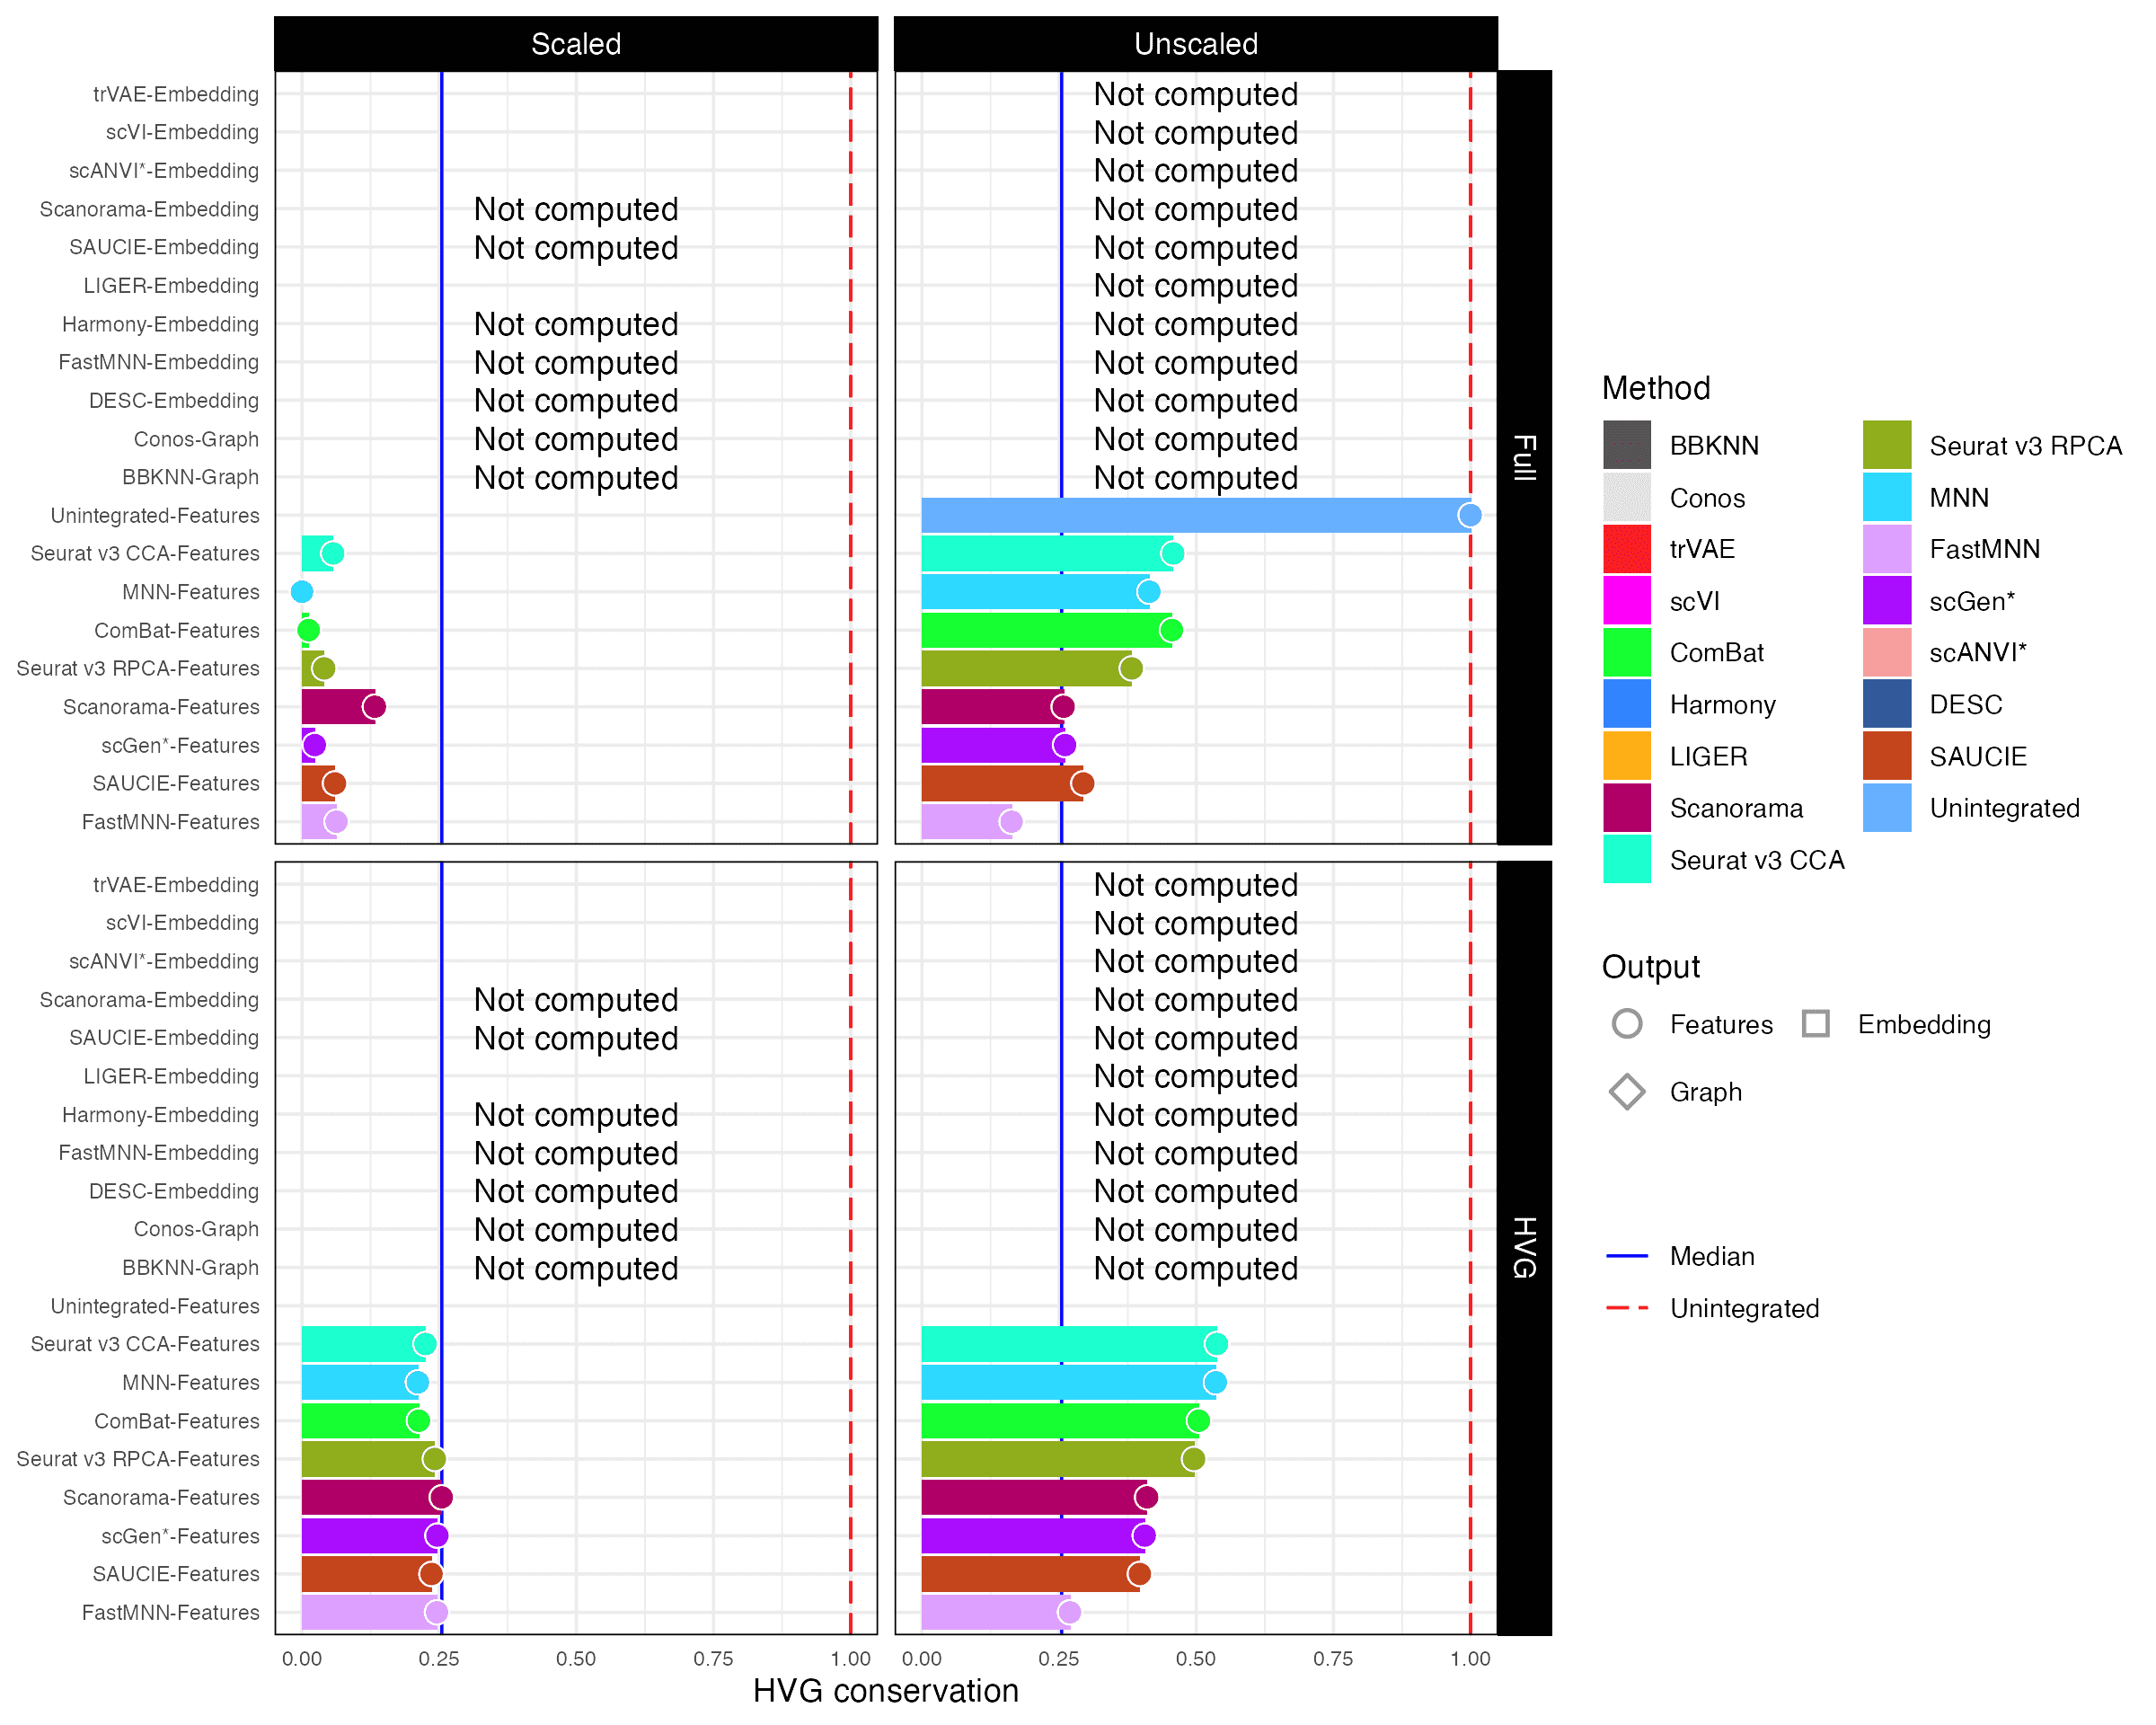 Scaled
Unscaled
trVAE-Embedding
Not computed
scVI-Embedding
Not computed
scANVI*-Embedding
Not computed
Scanorama-Embedding
Not computed
Not computed
SAUCIE-Embedding
Not computed
Not computed
LIGER-Embedding
Not computed
Harmony-Embedding
Not computed
Not computed
FastMNN-Embedding
Not computed
Not computed
DESC-Embedding
Not computed
Not computed
Conos-Graph
Not computed
Not computed
BBKNN-Graph
Not computed
Not computed
Unintegrated-Features
Seurat v3 CCA-Features
MNN-Features
ComBat-Features
Seurat v3 RPCA-Features
Scanorama-Features
scGen*-Features
SAUCIE-Features
FastMNN-Features
Full
trVAE-Embedding
Not computed
scVI-Embedding
Not computed
scANVI*-Embedding
Not computed
Scanorama-Embedding
Not computed
Not computed
SAUCIE-Embedding
Not computed
Not computed
LIGER-Embedding
Not computed
Harmony-Embedding
Not computed
Not computed
FastMNN-Embedding
Not computed
Not computed
DESC-Embedding
Not computed
Not computed
Conos-Graph
Not computed
Not computed
BBKNN-Graph
Not computed
Not computed
Unintegrated-Features
Seurat v3 CCA-Features
MNN-Features
ComBat-Features
Seurat v3 RPCA-Features
Scanorama-Features
scGen*-Features
SAUCIE-Features
FastMNN-Features
HVG
0.00 0.25 0.50 0.75 1.00
0.00 0.25 0.50 0.75 1.00
HVG conservation
Method
BBKNN
Conos
trVAE
scVI
ComBat
Harmony
LIGER
Scanorama
Seurat v3 CCA
Seurat v3 RPCA
MNN
FastMNN
scGen*
scANVI*
DESC
SAUCIE
Unintegrated
Output
Features
Embedding
Graph
Median
Unintegrated